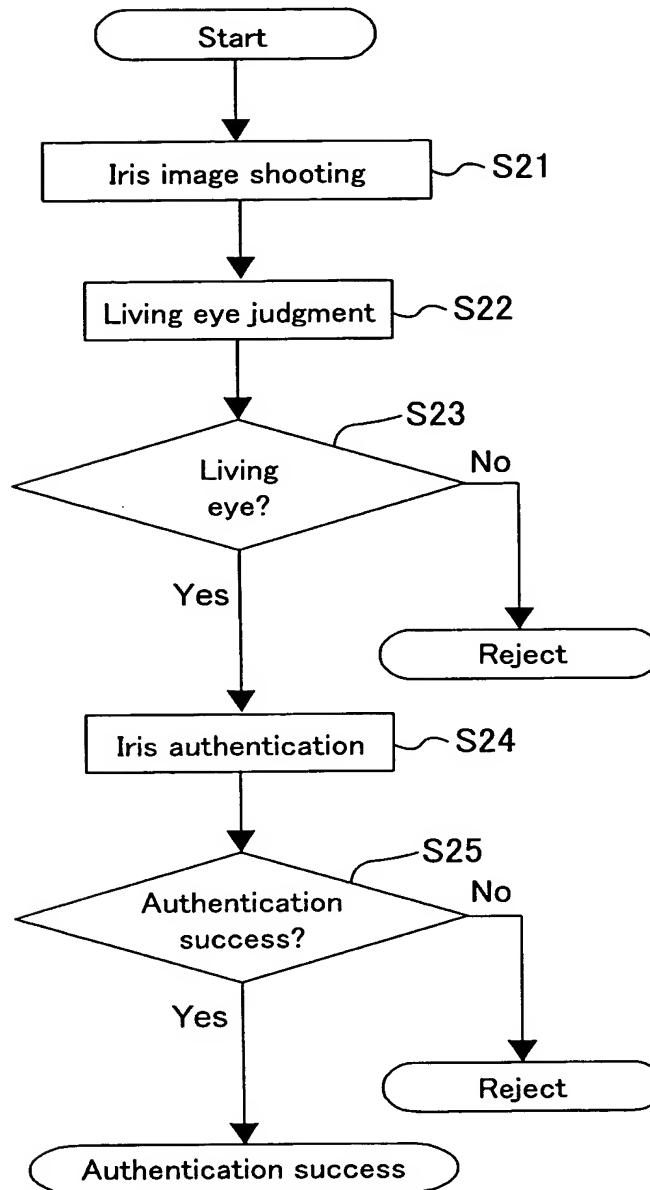 Start
Iris image shooting
S21
Living eye judgment
S22
S23
Living
eye?
No
Yes
Reject
Iris authentication
S24
S25
Authentication
success?
No
Yes
Reject
Authentication success